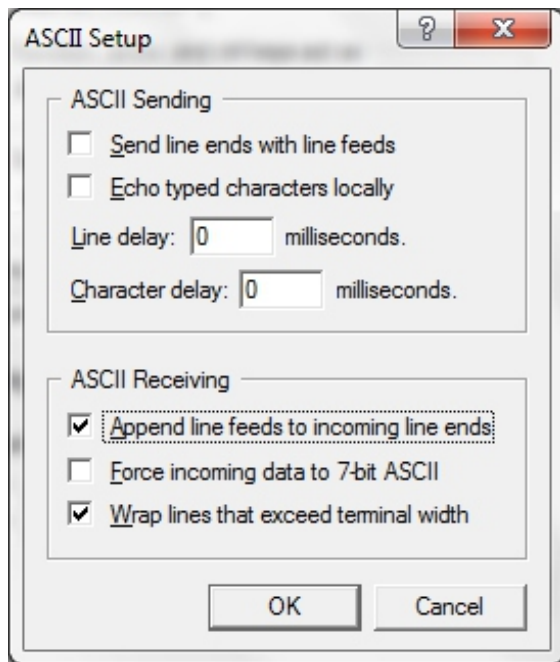 ASCII Setup
ASCII Sending
Send line ends with line feeds
Echo typed characters locally
Line delay: 0 milliseconds.
Character delay: 0 milliseconds.
ASCII Receiving
Append line feeds to incoming line ends
Force incoming data to 7-bit ASCII
Wrap lines that exceed terminal width
OK Cancel